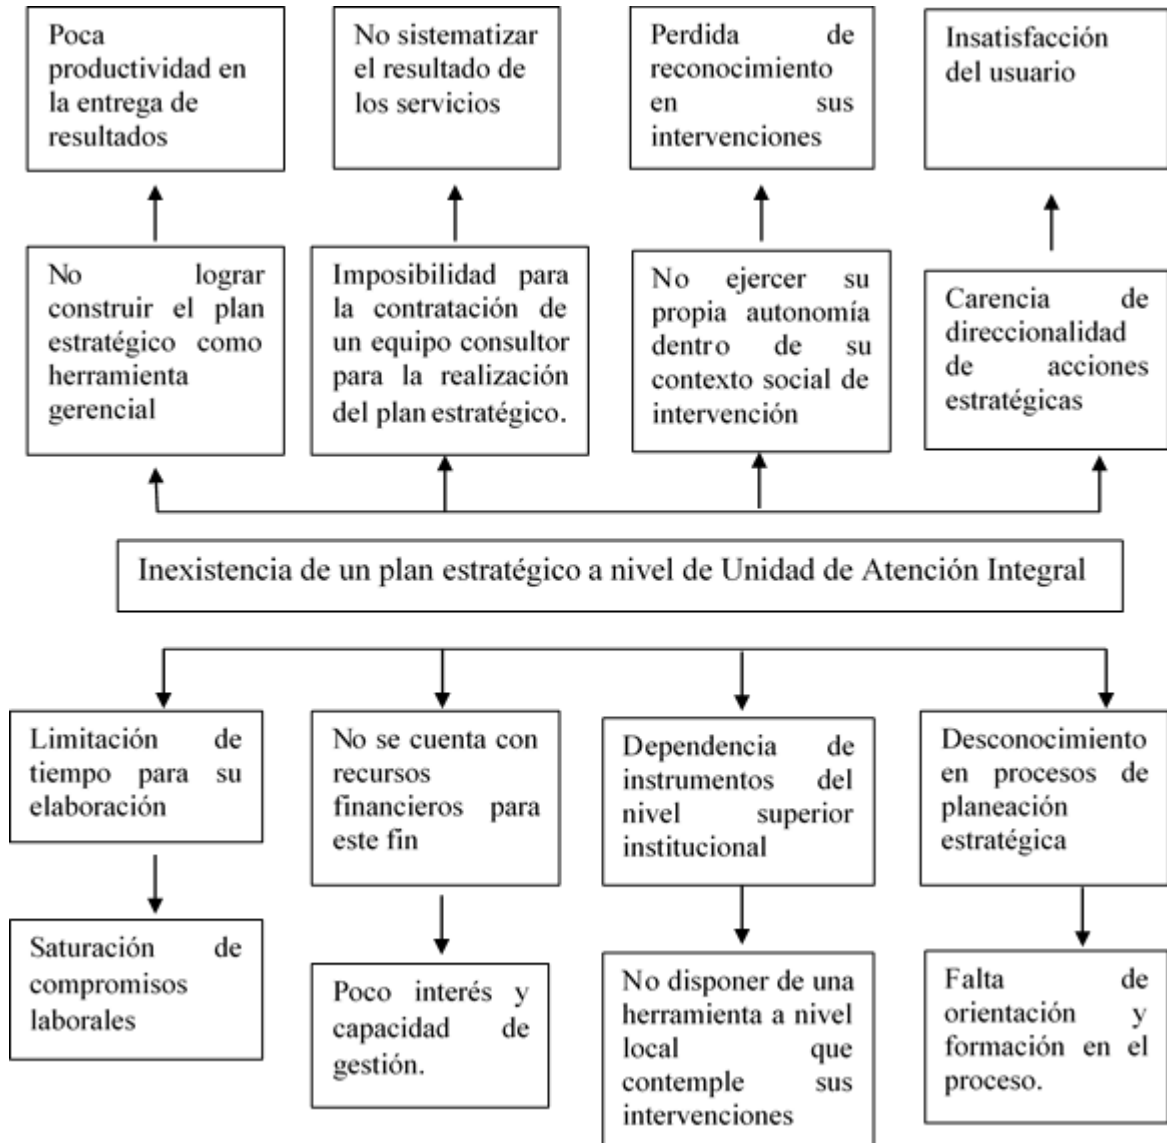 Poca
productividad en
la entrega de
resultados
No sistematizar
el resultado de
los servicios
Perdida de
reconocimiento
en sus
intervenciones
Insatisfacción
del usuario
No lograr
construir el plan
estratégico como
herramienta
gerencial
Imposibilidad para
la contratación de
un equipo consultor
para la realización
del plan estratégico.
No ejercer su
propia autonomía
dentro de su
contexto social de
intervención
Carencia de
direccionalidad
de acciones
estratégicas
Inexistencia de un plan estratégico a nivel de Unidad de Atención Integral
Limitación de
tiempo para su
elaboración
No se cuenta con
recursos
financieros para
este fin
Dependencia de
instrumentos del
nivel superior
institucional
Desconocimiento
en procesos de
planeación
estratégica
Saturación de
compromisos
laborales
Poco interés y
capacidad de
gestión.
No disponer de una
herramienta a nivel
local que
contemple sus
intervenciones
Falta de
orientación y
formación en el
proceso.